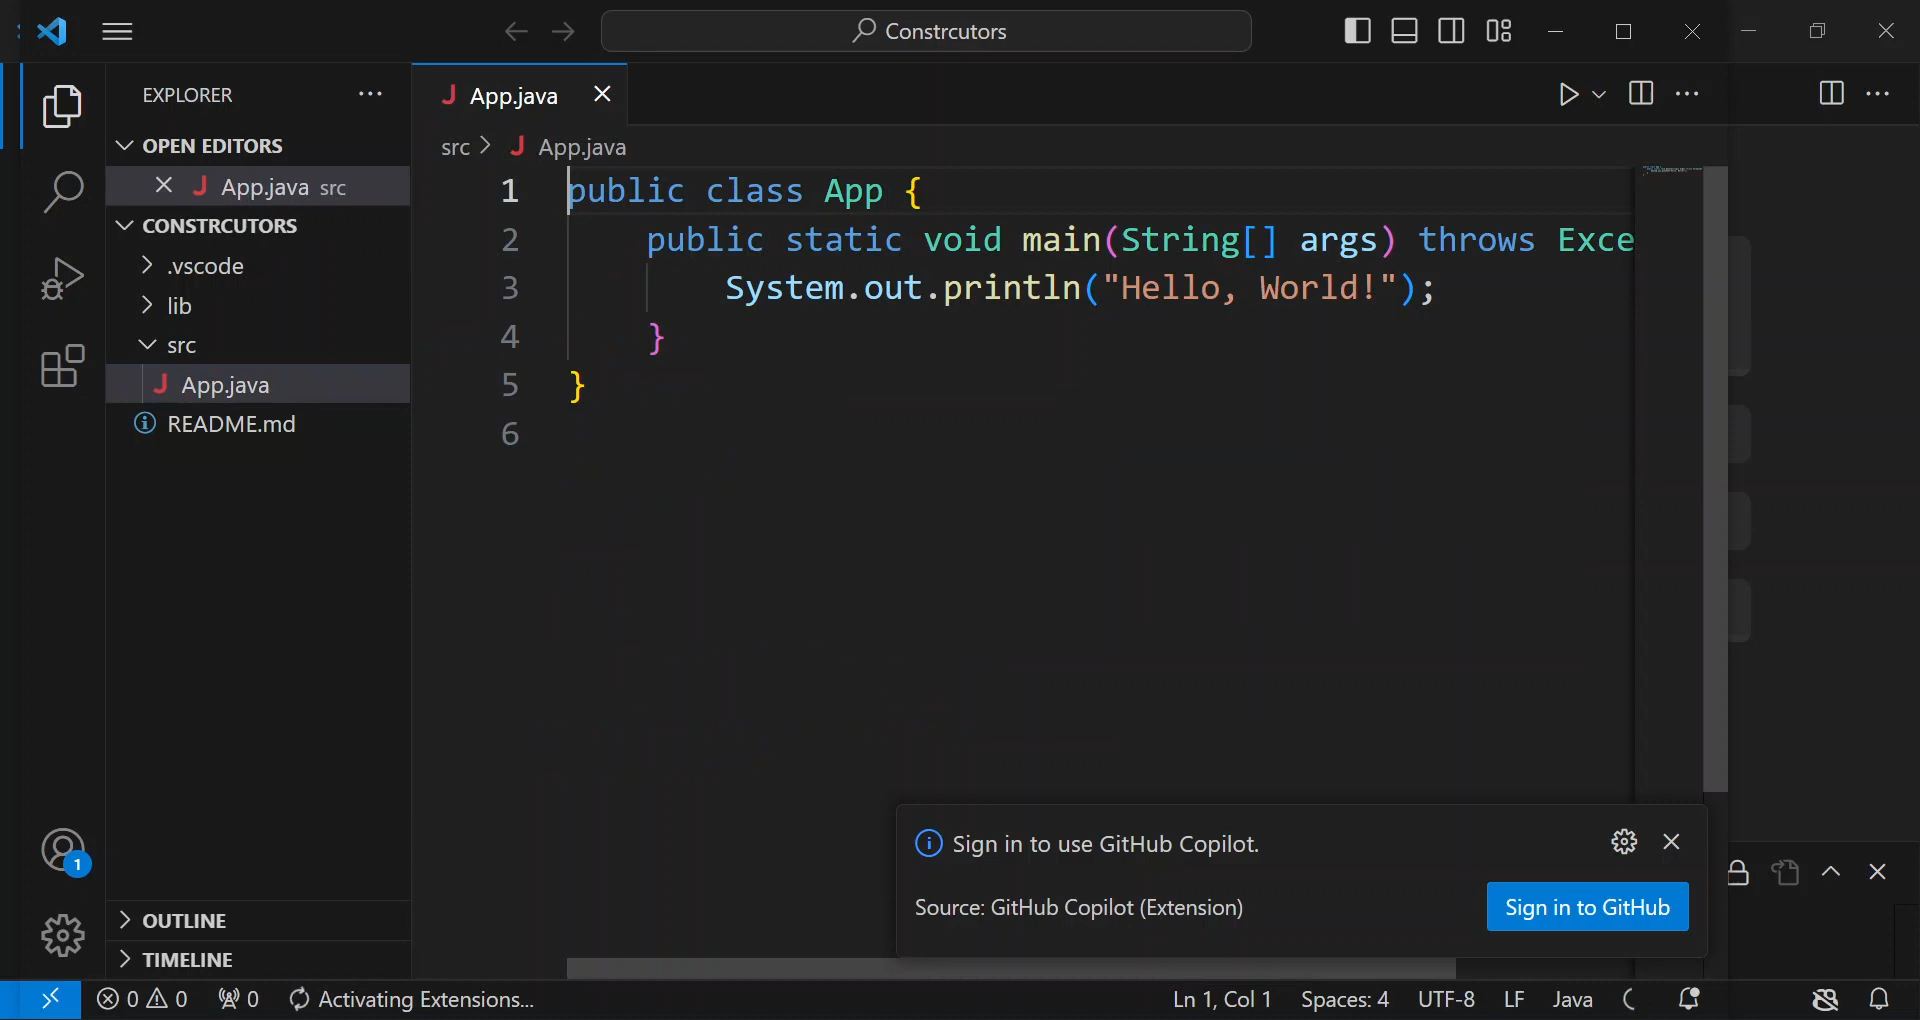 Constrcutors
EXPLORER
OPEN EDITORS
App.java src
CONSTRCUTORS
.vscode
lib
src
App.java
README.md
OUTLINE
TIMELINE
App.java
src > App.java
1 public class App {
2 public static void main(String[] args) throws Exce
3 System.out.println("Hello, World!");
4 }
5 }
6
Sign in to use GitHub Copilot.
Source: GitHub Copilot (Extension)
Sign in to GitHub
1
0 0 0 Activating Extensions...
Ln 1, Col 1 Spaces: 4 UTF-8 LF Java